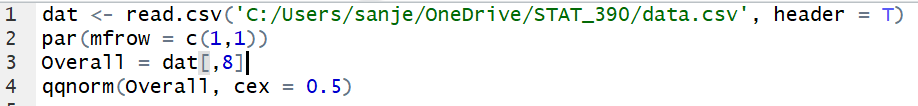 1 dat <- read.csv('C:/Users/sanje/OneDrive/STAT_390/data.csv', header = T)
2 par(mfrow = c(1,1))
3 Overall = dat[,8]
4 qqnorm(Overall, cex = 0.5)